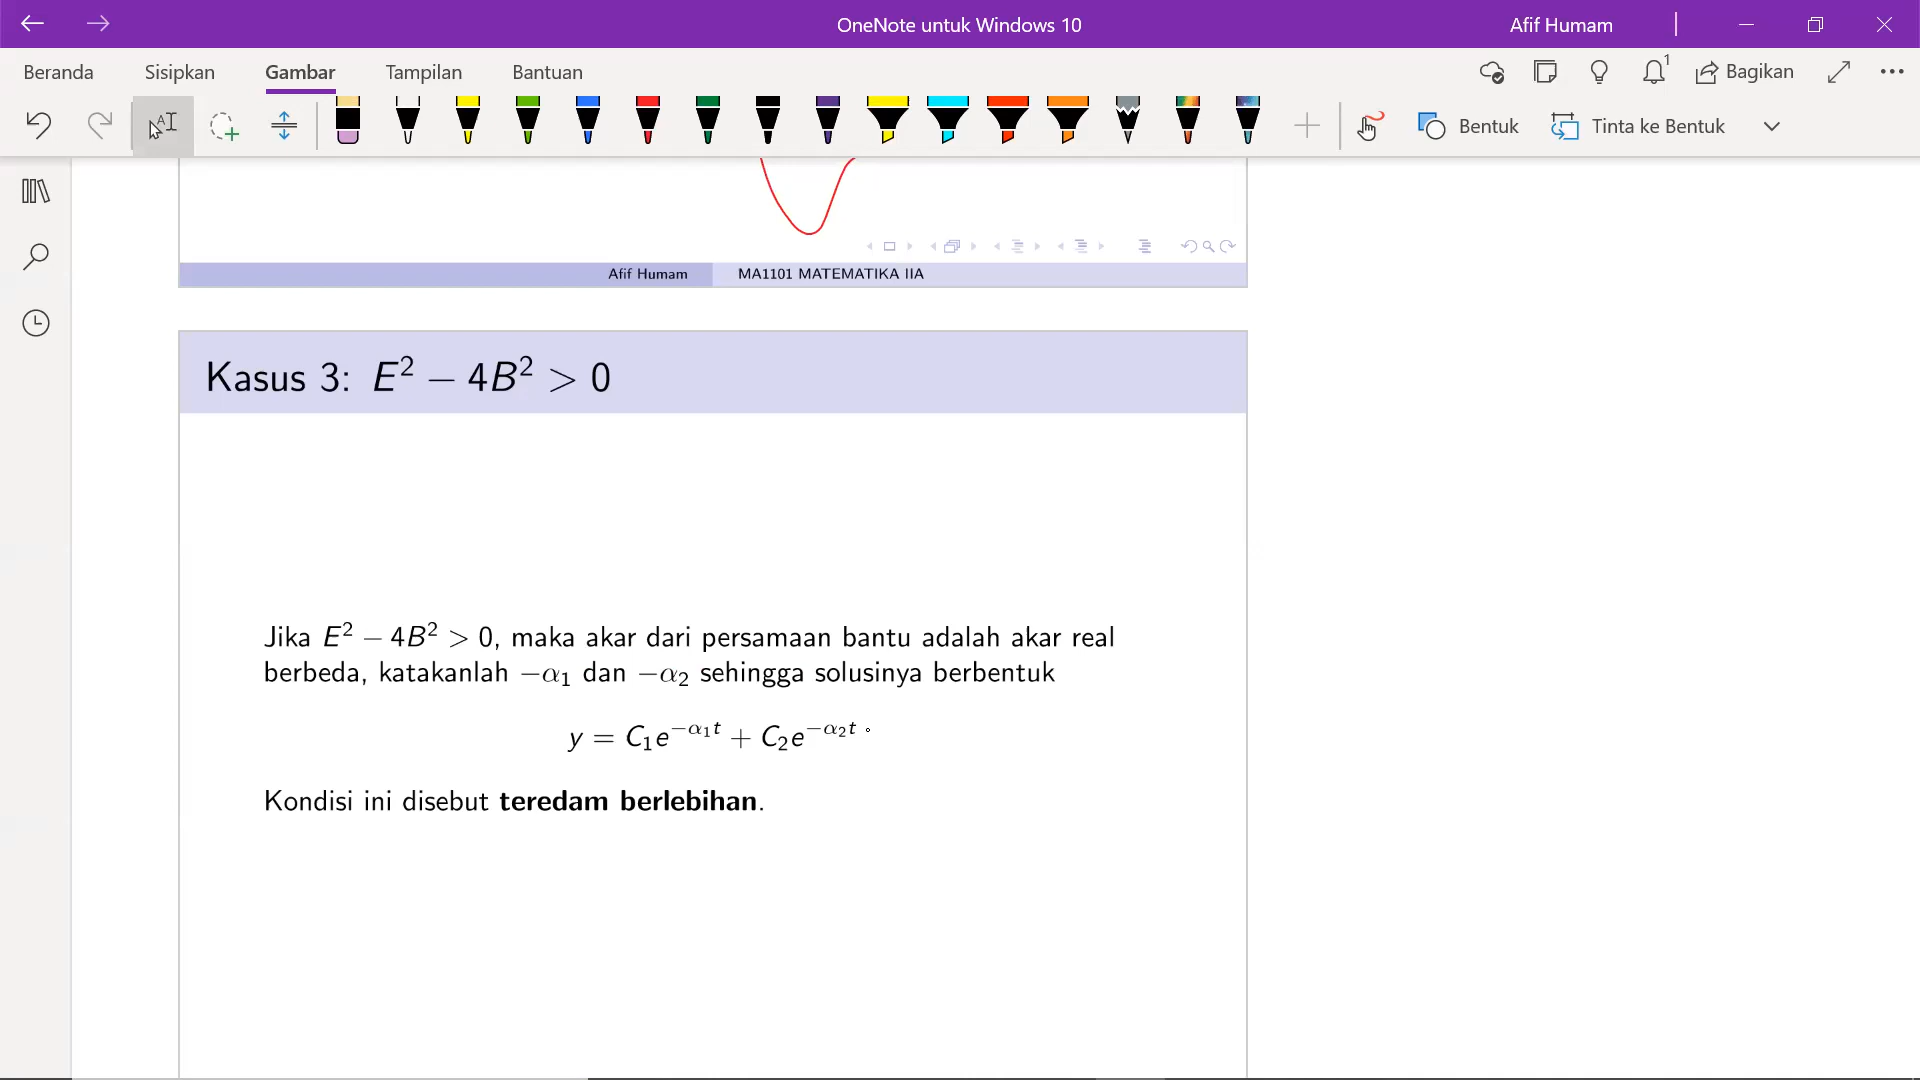 OneNote untuk Windows 10
Afif Humam
Beranda Sisipkan Gambar Tampilan Bantuan
1
Bagikan
Bentuk
Tinta ke Bentuk
Afif Humam MA1101 MATEMATIKA IIA
Kasus 3: E² − 4B² > 0
Jika E² − 4B² > 0, maka akar dari persamaan bantu adalah akar real
berbeda, katakanlah −α₁ dan −α₂ sehingga solusinya berbentuk
y = C₁e^{−α₁t} + C₂e^{−α₂t}
Kondisi ini disebut teredam berlebihan.